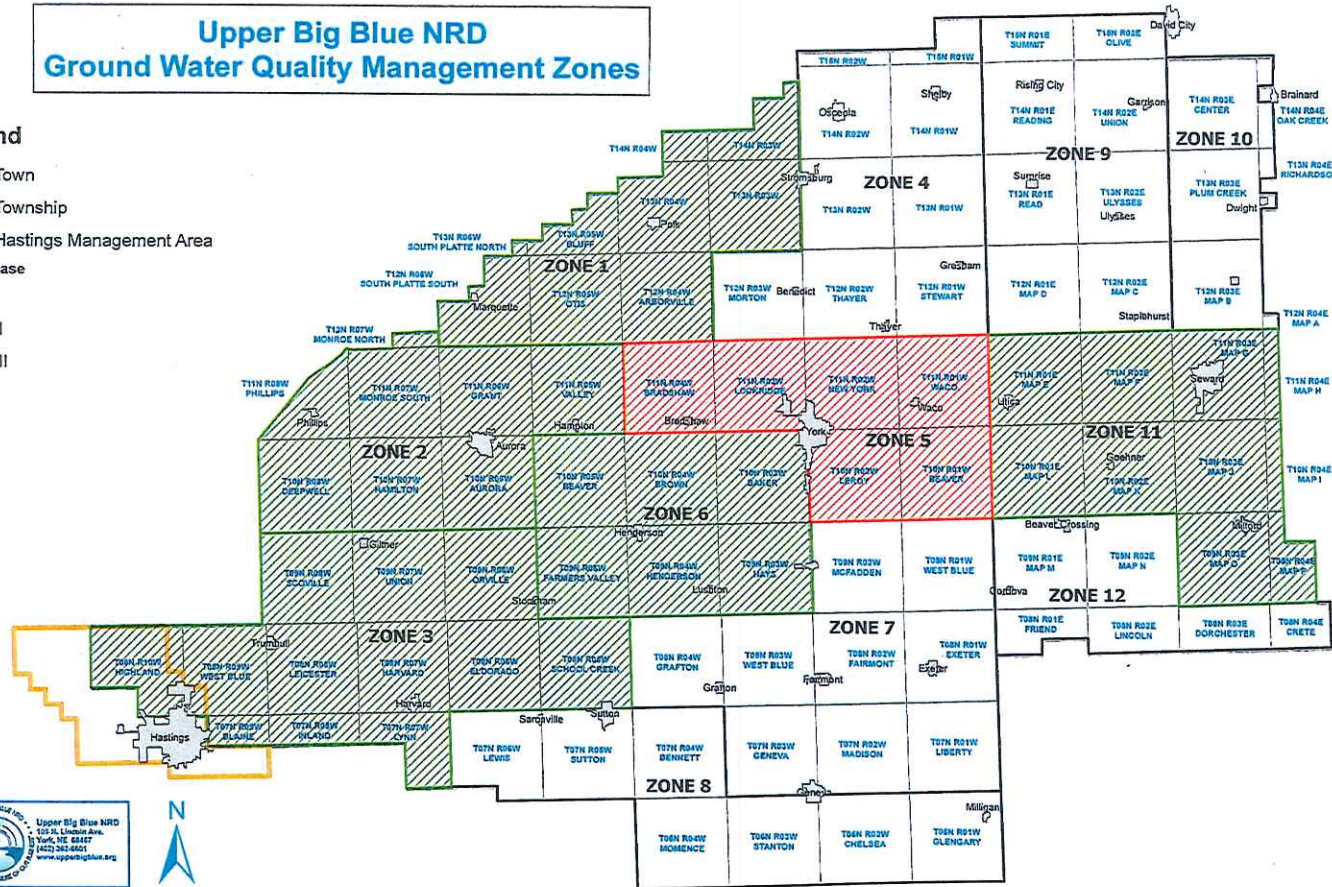 Upper Big Blue NRD
Ground Water Quality Management Zones
nd
Town
Township
Hastings Management Area
ase
I
II
T16N R01E
SUMMIT
T15N R02E
OLIVE
David City
T15N R02W
T15N R01W
Osceola
Shelby
T14N R02W
T14N R01W
Rising City
T14N R01E
READING
Garrison
T14N R02E
UNION
T14N R03E
CENTER
Brainard
T14N R04E
OAK CREEK
ZONE 9
ZONE 10
T14N R04W
T14N R03W
Stromsburg
ZONE 4
T13N R03W
T13N R04W
Polk
T13N R02W
T13N R01W
Surprise
T13N R01E
READ
T13N R02E
ULYSSES
Ulysses
T13N R03E
PLUM CREEK
T13N R04E
RICHARDSO
Dwight
T13N R06W
SOUTH PLATTE NORTH
T13N R05W
BLUFF
ZONE 1
T12N R06W
SOUTH PLATTE SOUTH
Marquette
T12N R05W
OTIS
T12N R04W
ARBORVILLE
T12N R03W
MORTON
Benedict
T12N R02W
THAYER
Thayer
Gresham
T12N R01W
STEWART
T12N R01E
MAP D
T12N R02E
MAP C
Staplehurst
T12N R03E
MAP B
T12N R04E
MAP A
T12N R07W
MONROE NORTH
T11N R08W
PHILLIPS
Phillips
T11N R07W
MONROE SOUTH
T11N R06W
GRANT
T11N R05W
VALLEY
Hampton
T11N R04W
BRADSHAW
Bradshaw
T11N R03W
LOCKRIDGE
T11N R02W
NEW YORK
York
T11N R01W
WACO
Waco
Utica
T11N R01E
MAP E
T11N R02E
MAP F
T11N R03E
MAP G
Seward
T11N R04E
MAP H
ZONE 2
Aurora
ZONE 5
ZONE 11
T10N R08W
DEEPWELL
T10N R07W
HAMILTON
T10N R06W
AURORA
T10N R05W
BEAVER
T10N R04W
BROWN
T10N R03W
BAKER
T10N R02W
LEROY
T10N R01W
BEAVER
T10N R01E
MAP L
Goehner
T10N R02E
MAP K
T10N R03E
MAP J
T10N R04E
MAP I
ZONE 6
Giltner
Henderson
Beaver Crossing
Milford
T09N R08W
SCOVILLE
T09N R07W
UNION
T09N R06W
ORVILLE
Stockham
T09N R05W
FARMERS VALLEY
T09N R04W
HENDERSON
Lushton
T09N R03W
HAYS
T09N R02W
MCFADDEN
T09N R01W
WEST BLUE
T09N R01E
MAP M
T09N R02E
MAP N
T09N R03E
MAP O
T09N R04E
MAP P
Cordova
ZONE 12
T08N R01E
FRIEND
T08N R02E
LINCOLN
T08N R03E
DORCHESTER
T08N R04E
CRETE
ZONE 3
ZONE 7
Trumbull
T08N R10W
HIGHLAND
T08N R09W
WEST BLUE
T08N R08W
LEICESTER
T08N R07W
HARVARD
Harvard
T08N R06W
ELDORADO
T08N R05W
SCHOOL CREEK
T08N R04W
GRAFTON
Grafton
T08N R03W
WEST BLUE
Fairmont
T08N R02W
FAIRMONT
T08N R01W
EXETER
Exeter
Hastings
T07N R09W
BLAINE
T07N R08W
INLAND
T07N R07W
LYNN
Saronville
Sutton
T07N R06W
LEWIS
T07N R05W
SUTTON
T07N R04W
BENNETT
T07N R03W
GENEVA
T07N R02W
MADISON
T07N R01W
LIBERTY
ZONE 8
Geneva
Milligan
T06N R04W
MOMENCE
T06N R03W
STANTON
T06N R02W
CHELSEA
T06N R01W
GLENGARY
Upper Big Blue NRD
105 N. Lincoln Ave.
York, NE 68467
(402) 362-6601
www.upperbigblue.org
N